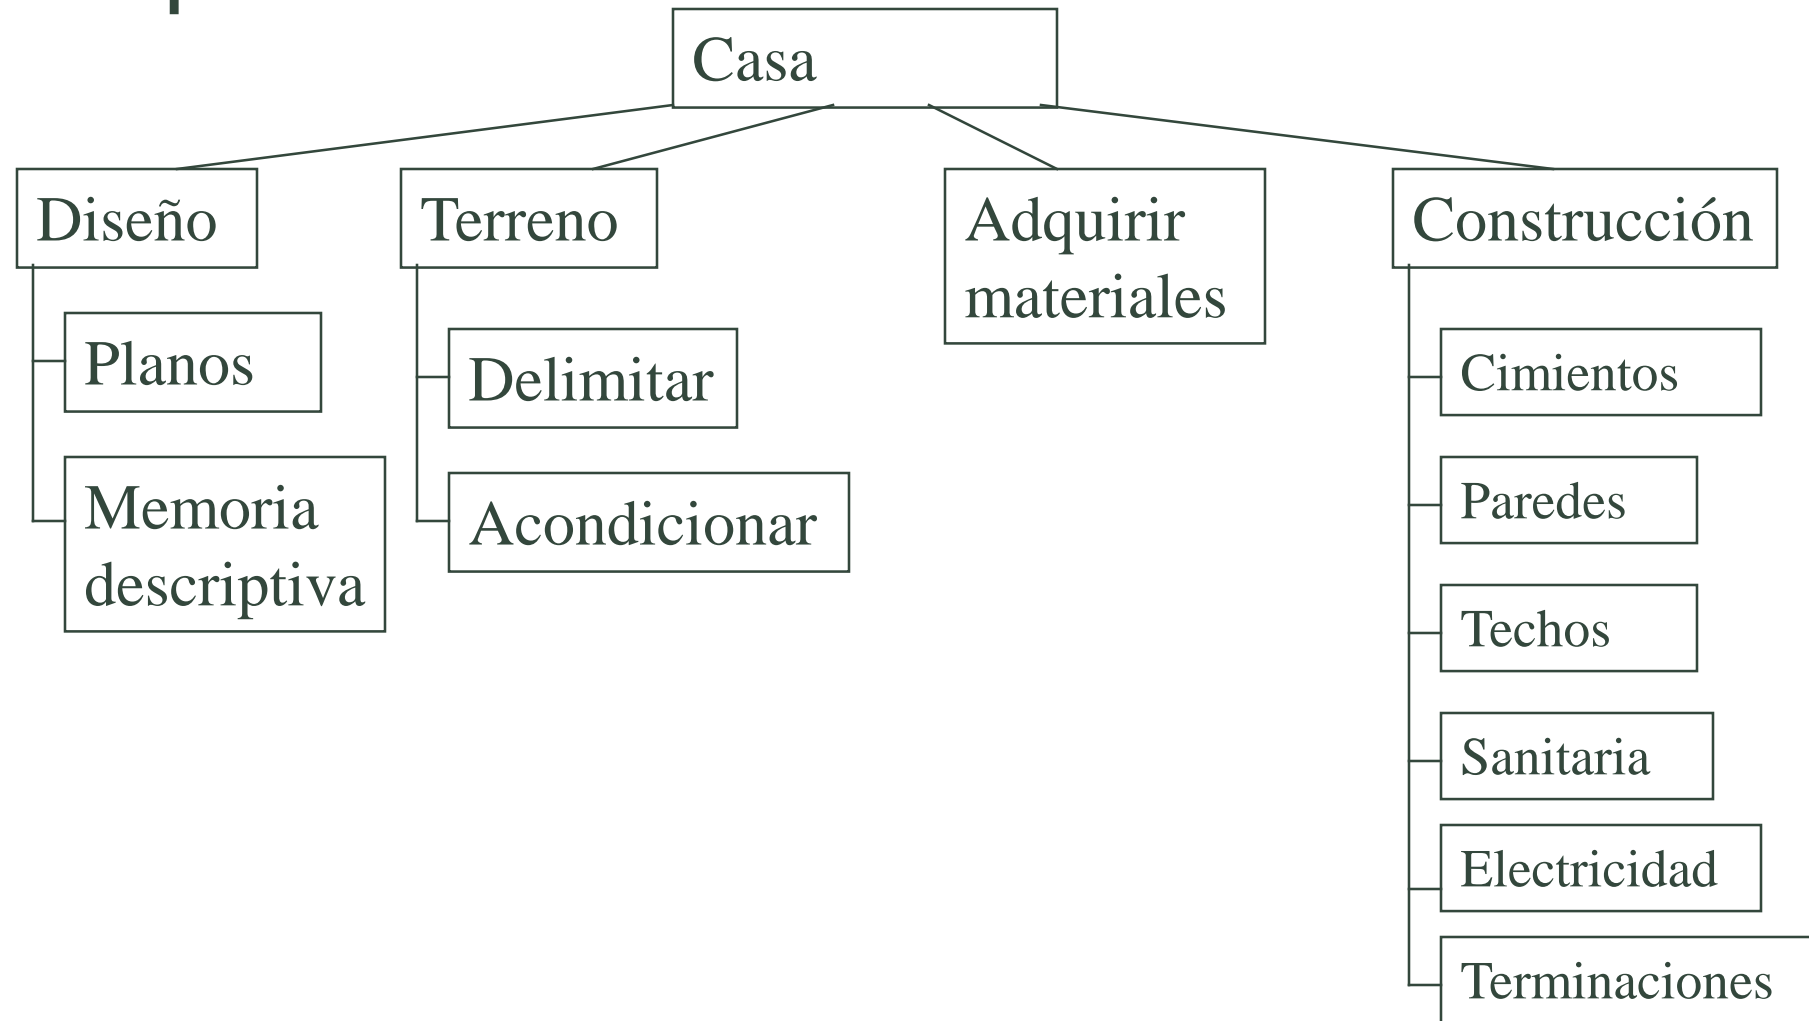 Casa
Diseño
Planos
Memoria
descriptiva
Terreno
Delimitar
Acondicionar
Adquirir
materiales
Construcción
Cimientos
Paredes
Techos
Sanitaria
Electricidad
Terminaciones